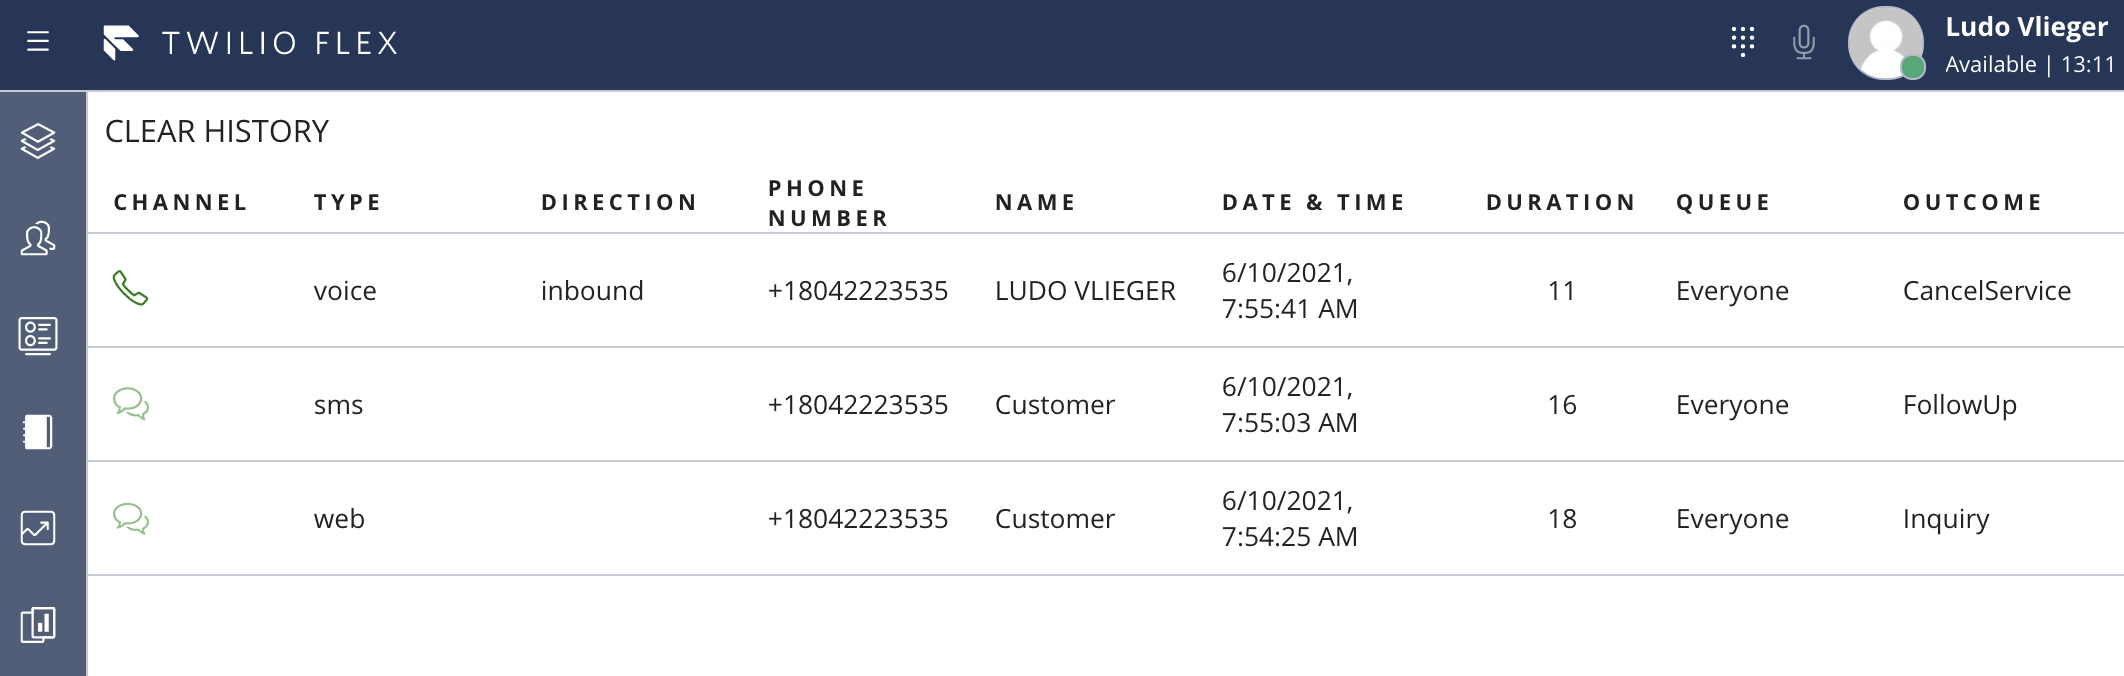 TWILIO FLEX
Ludo Vlieger
Available | 13:11
CLEAR HISTORY
CHANNEL TYPE DIRECTION PHONE NUMBER NAME DATE & TIME DURATION QUEUE OUTCOME
voice inbound +18042223535 LUDO VLIEGER 6/10/2021, 7:55:41 AM 11 Everyone CancelService
sms +18042223535 Customer 6/10/2021, 7:55:03 AM 16 Everyone FollowUp
web +18042223535 Customer 6/10/2021, 7:54:25 AM 18 Everyone Inquiry